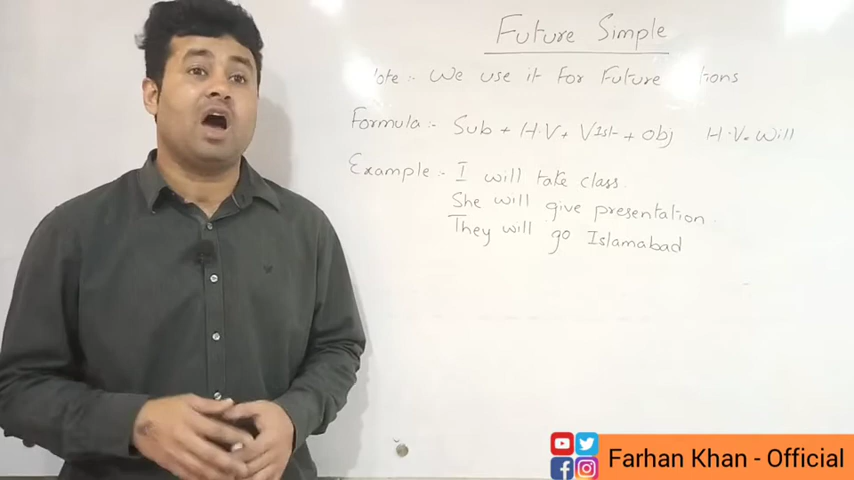 Future Simple
Note :- We use it for Future
Formula :- Sub + H.V + V1st + obj H.V = will
Example :- I will take class.
She will give presentation.
They will go Islamabad
Farhan Khan - Official